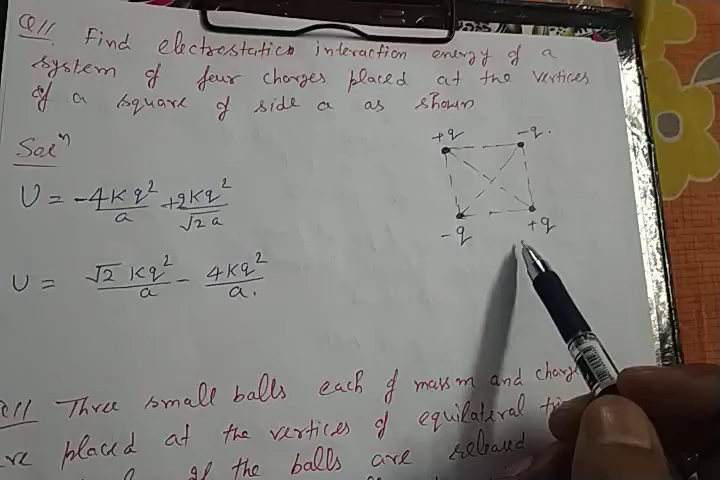 Q11. Find electrostatics interaction energy of a
system of four charges placed at the vertices
of a square of side a as shown
+q -q.
Solⁿ
U = -4Kq²/a + 2Kq²/√2a
-q +q
U = √2 Kq²/a - 4Kq²/a.
Three small balls each of mass m and charge
are placed at the vertices of equilateral
of the balls are released